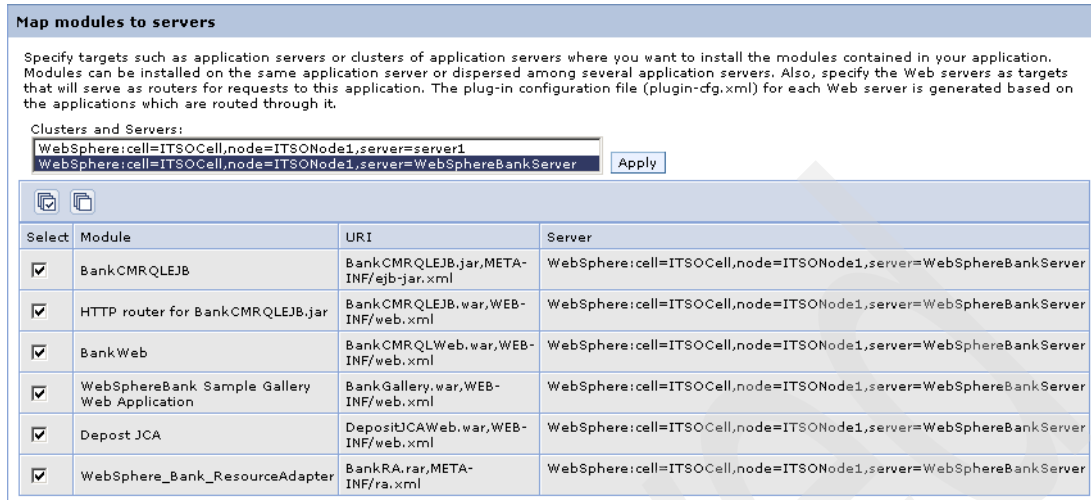 Map modules to servers
Specify targets such as application servers or clusters of application servers where you want to install the modules contained in your application.
Modules can be installed on the same application server or dispersed among several application servers. Also, specify the Web servers as targets
that will serve as routers for requests to this application. The plug-in configuration file (plugin-cfg.xml) for each Web server is generated based on
the applications which are routed through it.
Clusters and Servers:
WebSphere:cell=ITSOCell,node=ITSONode1,server=server1
WebSphere:cell=ITSOCell,node=ITSONode1,server=WebSphereBankServer
Apply
Select Module URI Server
BankCMRQLEJB BankCMRQLEJB.jar,META- WebSphere:cell=ITSOCell,node=ITSONode1,server=WebSphereBankServer
INF/ejb-jar.xml
HTTP router for BankCMRQLEJB.jar BankCMRQLEJB.war,WEB- WebSphere:cell=ITSOCell,node=ITSONode1,server=WebSphereBankServer
INF/web.xml
BankWeb BankCMRQLWeb.war,WEB- WebSphere:cell=ITSOCell,node=ITSONode1,server=WebSphereBankServer
INF/web.xml
WebSphereBank Sample Gallery BankGallery.war,WEB- WebSphere:cell=ITSOCell,node=ITSONode1,server=WebSphereBankServer
Web Application INF/web.xml
Depost JCA DepositJCAWeb.war,WEB- WebSphere:cell=ITSOCell,node=ITSONode1,server=WebSphereBankServer
INF/web.xml
WebSphere_Bank_ResourceAdapter BankRA.rar,META- WebSphere:cell=ITSOCell,node=ITSONode1,server=WebSphereBankServer
INF/ra.xml